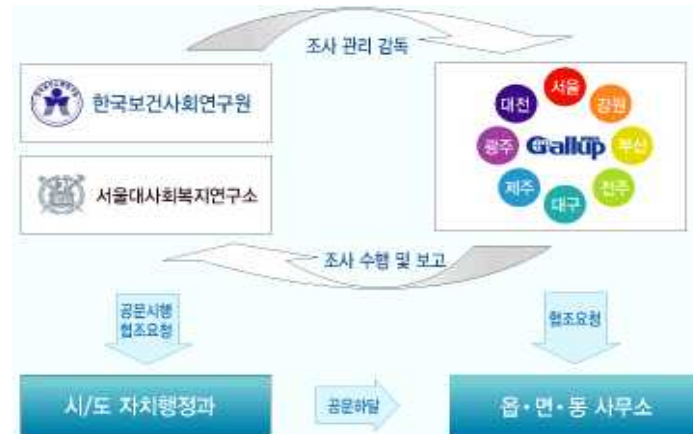 조사 관리 감독
한국보건사회연구원
서울대사회복지연구소
서울
대전
강원
광주
Gallup
부산
제주
전주
대구
조사 수행 및 보고
공문시행
협조요청
협조요청
시/도 자치행정과
공문하달
읍·면·동 사무소